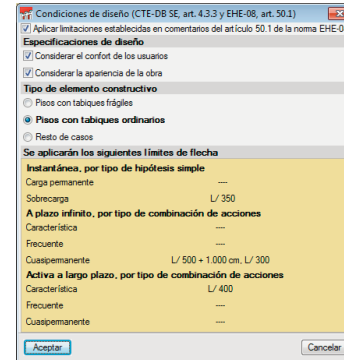 Condiciones de diseño (CTE-DB SE, art. 4.3.3 y EHE-08, art. 50.1)
Aplicar limitaciones establecidas en comentarios del artículo 50.1 de la norma EHE-0
Especificaciones de diseño
Considerar el confort de los usuarios
Considerar la apariencia de la obra
Tipo de elemento constructivo
Pisos con tabiques frágiles
Pisos con tabiques ordinarios
Resto de casos
Se aplicarán los siguientes límites de flecha
Instantánea, por tipo de hipótesis simple
Carga permanente ----
Sobrecarga L/ 350
A plazo infinito, por tipo de combinación de acciones
Característica ----
Frecuente ----
Cuasipermanente L/ 500 + 1.000 cm, L/ 300
Activa a largo plazo, por tipo de combinación de acciones
Característica L/ 400
Frecuente ----
Cuasipermanente ----
Aceptar Cancelar